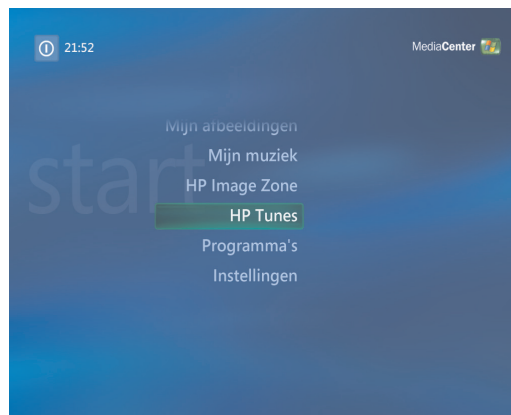 21:52
MediaCenter
Mijn afbeeldingen
start
Mijn muziek
HP Image Zone
HP Tunes
Programma's
Instellingen